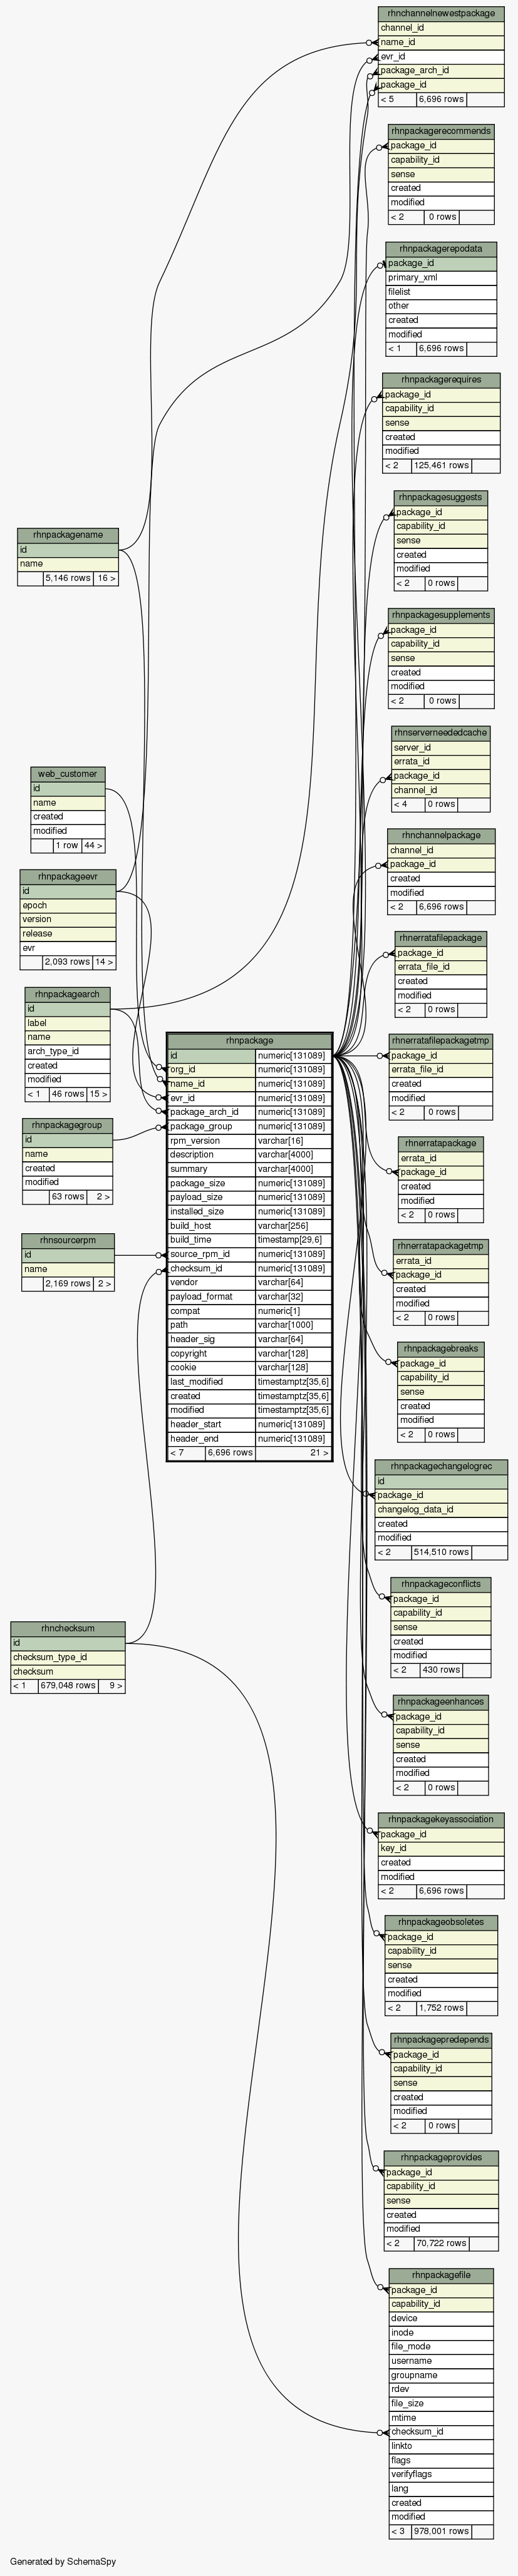 rhnchannelnewestpackage
channel_id
name_id
evr_id
package_arch_id
package_id
< 5 6,696 rows
rhnpackagerecommends
package_id
capability_id
sense
created
modified
< 2 0 rows
rhnpackagerepodata
package_id
primary_xml
filelist
other
created
modified
< 1 6,696 rows
rhnpackagerequires
package_id
capability_id
sense
created
modified
< 2 125,461 rows
rhnpackagesuggests
package_id
capability_id
sense
created
modified
< 2 0 rows
rhnpackagename
id
name
5,146 rows 16 >
rhnpackagesupplements
package_id
capability_id
sense
created
modified
< 2 0 rows
rhnserverneededcache
server_id
errata_id
package_id
channel_id
< 4 0 rows
web_customer
id
name
created
modified
1 row 44 >
rhnchannelpackage
channel_id
package_id
created
modified
< 2 6,696 rows
rhnpackageevr
id
epoch
version
release
evr
2,093 rows 14 >
rhnerratafilepackage
package_id
errata_file_id
created
modified
< 2 0 rows
rhnpackagearch
id
label
name
arch_type_id
created
modified
< 1 46 rows 15 >
rhnerratafilepackagetmp
package_id
errata_file_id
created
modified
< 2 0 rows
rhnpackage
id numeric[131089]
org_id numeric[131089]
name_id numeric[131089]
evr_id numeric[131089]
package_arch_id numeric[131089]
package_group numeric[131089]
rpm_version varchar[16]
description varchar[4000]
summary varchar[4000]
package_size numeric[131089]
payload_size numeric[131089]
installed_size numeric[131089]
build_host varchar[256]
build_time timestamp[29,6]
source_rpm_id numeric[131089]
checksum_id numeric[131089]
vendor varchar[64]
payload_format varchar[32]
compat numeric[1]
path varchar[1000]
header_sig varchar[64]
copyright varchar[128]
cookie varchar[128]
last_modified timestamptz[35,6]
created timestamptz[35,6]
modified timestamptz[35,6]
header_start numeric[131089]
header_end numeric[131089]
< 7 6,696 rows 21 >
rhnpackagegroup
id
name
created
modified
63 rows 2 >
rhnerratapackage
errata_id
package_id
created
modified
< 2 0 rows
rhnsourcerpm
id
name
2,169 rows 2 >
rhnerratapackagetmp
errata_id
package_id
created
modified
< 2 0 rows
rhnpackagebreaks
package_id
capability_id
sense
created
modified
< 2 0 rows
rhnpackagechangelogrec
id
package_id
changelog_data_id
created
modified
< 2 514,510 rows
rhnpackageconflicts
package_id
capability_id
sense
created
modified
< 2 430 rows
rhnchecksum
id
checksum_type_id
checksum
< 1 679,048 rows 9 >
rhnpackageenhances
package_id
capability_id
sense
created
modified
< 2 0 rows
rhnpackagekeyassociation
package_id
key_id
created
modified
< 2 6,696 rows
rhnpackageobsoletes
package_id
capability_id
sense
created
modified
< 2 1,752 rows
rhnpackagepredepends
package_id
capability_id
sense
created
modified
< 2 0 rows
rhnpackageprovides
package_id
capability_id
sense
created
modified
< 2 70,722 rows
rhnpackagefile
package_id
capability_id
device
inode
file_mode
username
groupname
rdev
file_size
mtime
checksum_id
linkto
flags
verifyflags
lang
created
modified
< 3 978,001 rows
Generated by SchemaSpy